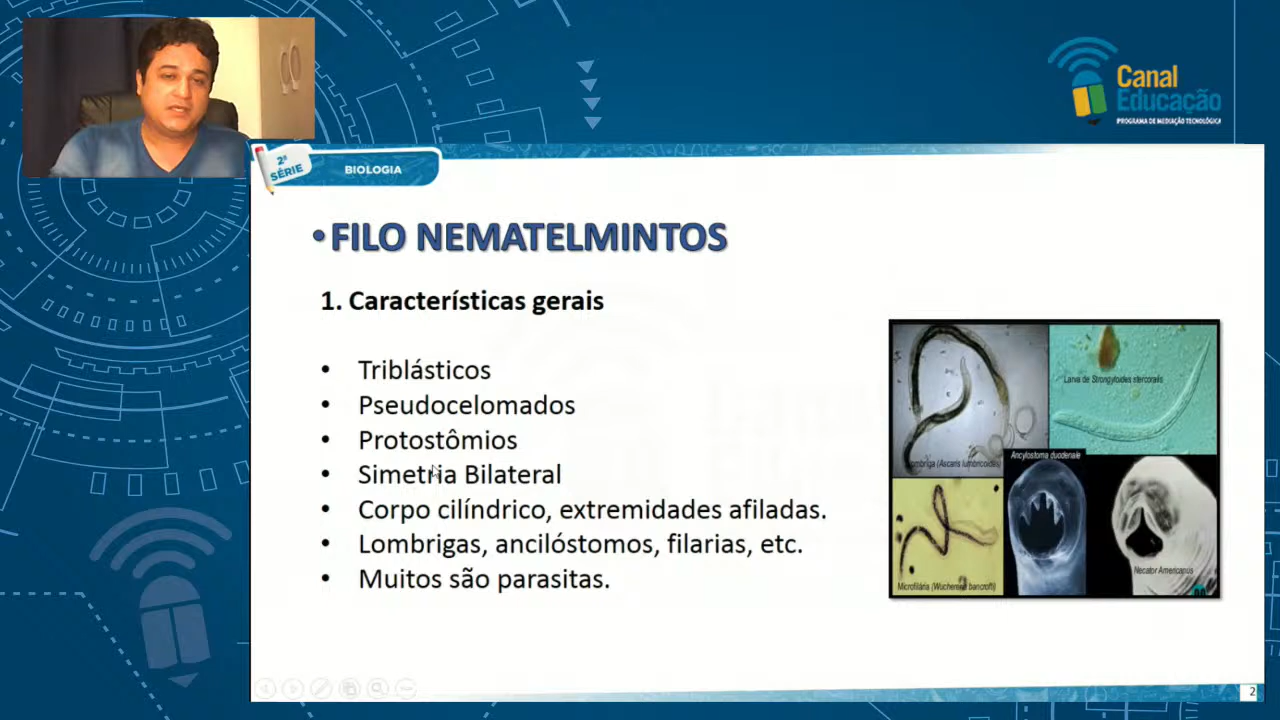 Canal
Educação
PROGRAMA DE MEDIAÇÃO TECNOLÓGICA
2ª
SÉRIE
BIOLOGIA
•FILO NEMATELMINTOS
1. Características gerais
• Triblásticos
• Pseudocelomados
• Protostômios
• Simetria Bilateral
• Corpo cilíndrico, extremidades afiladas.
• Lombrigas, ancilóstomos, filarias, etc.
• Muitos são parasitas.
Larva de Strongyloides stercoralis
Lombriga (Ascaris lumbricoides)
Ancylostoma duodenale
Microfilária (Wuchereria bancrofti)
Necator Americanus
2